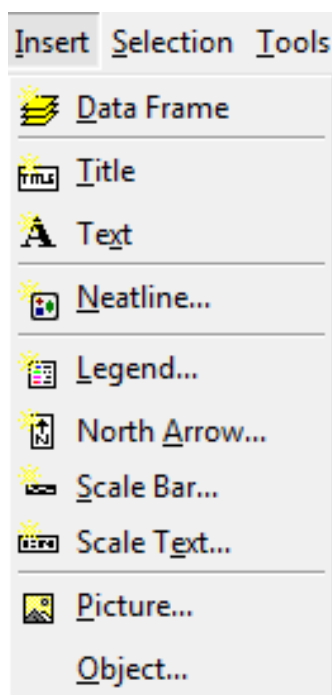 Insert Selection Tools
Data Frame
Title
Text
Neatline...
Legend...
North Arrow...
Scale Bar...
Scale Text...
Picture...
Object...